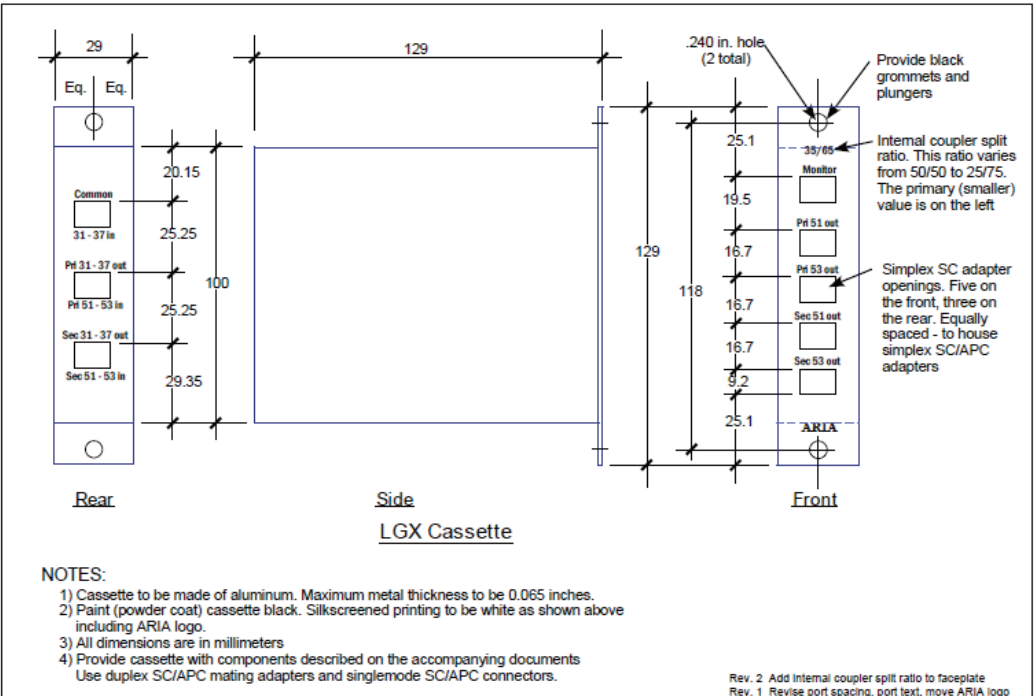 29
Eq. Eq.
20.15
Common
31 - 37 in
25.25
Pri 31 - 37 out
Pri 51 - 53 in
100
25.25
Sec 31 - 37 out
Sec 51 - 53 in
29.35
Rear
129
Side
LGX Cassette
.240 in. hole
(2 total)
Provide black
grommets and
plungers
25.1
35/65
Internal coupler split
ratio. This ratio varies
from 50/50 to 25/75.
The primary (smaller)
value is on the left
Monitor
19.5
Pri 51 out
16.7
129
118
Pri 53 out
Simplex SC adapter
openings. Five on
the front, three on
the rear. Equally
spaced - to house
simplex SC/APC
adapters
16.7
Sec 51 out
16.7
Sec 53 out
9.2
25.1
ARIA
Front
NOTES:
1) Cassette to be made of aluminum. Maximum metal thickness to be 0.065 inches.
2) Paint (powder coat) cassette black. Silkscreened printing to be white as shown above
including ARIA logo.
3) All dimensions are in millimeters
4) Provide cassette with components described on the accompanying documents
Use duplex SC/APC mating adapters and singlemode SC/APC connectors.
Rev. 2 Add internal coupler split ratio to faceplate
Rev. 1 Revise port spacing, port text, move ARIA logo